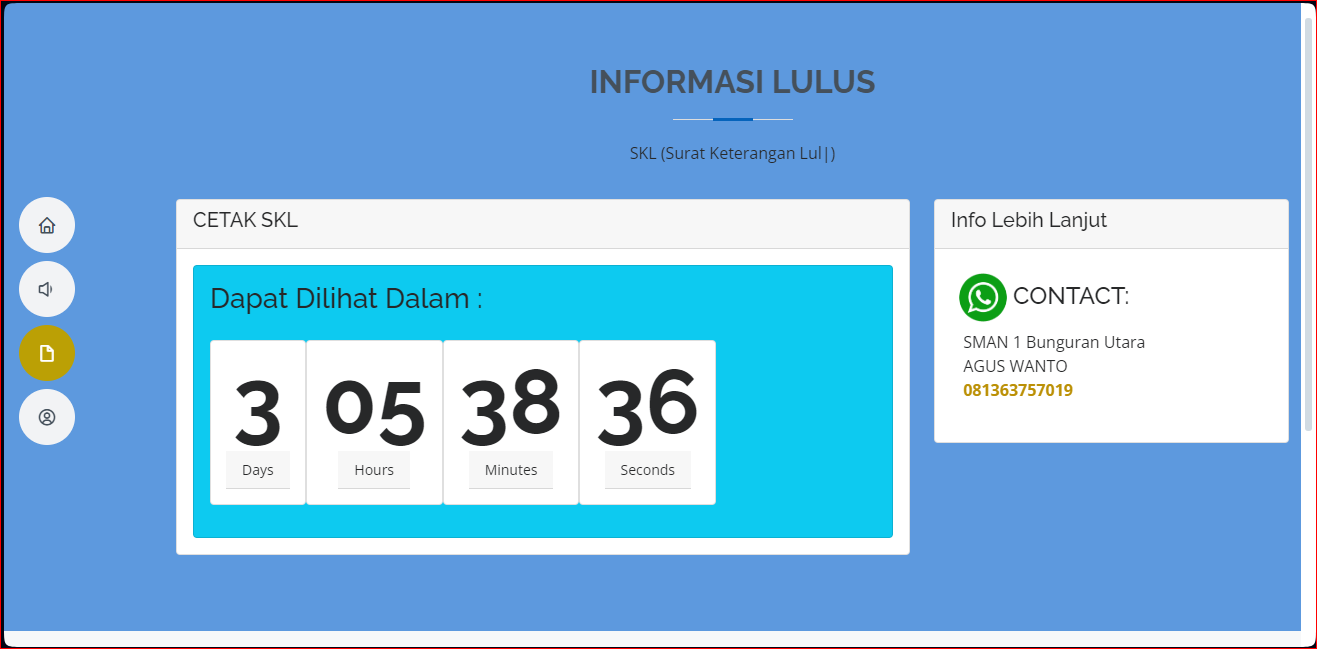 INFORMASI LULUS
SKL (Surat Keterangan Lul|)
CETAK SKL
Dapat Dilihat Dalam :
3 05 38 36
Days Hours Minutes Seconds
Info Lebih Lanjut
CONTACT:
SMAN 1 Bunguran Utara
AGUS WANTO
081363757019